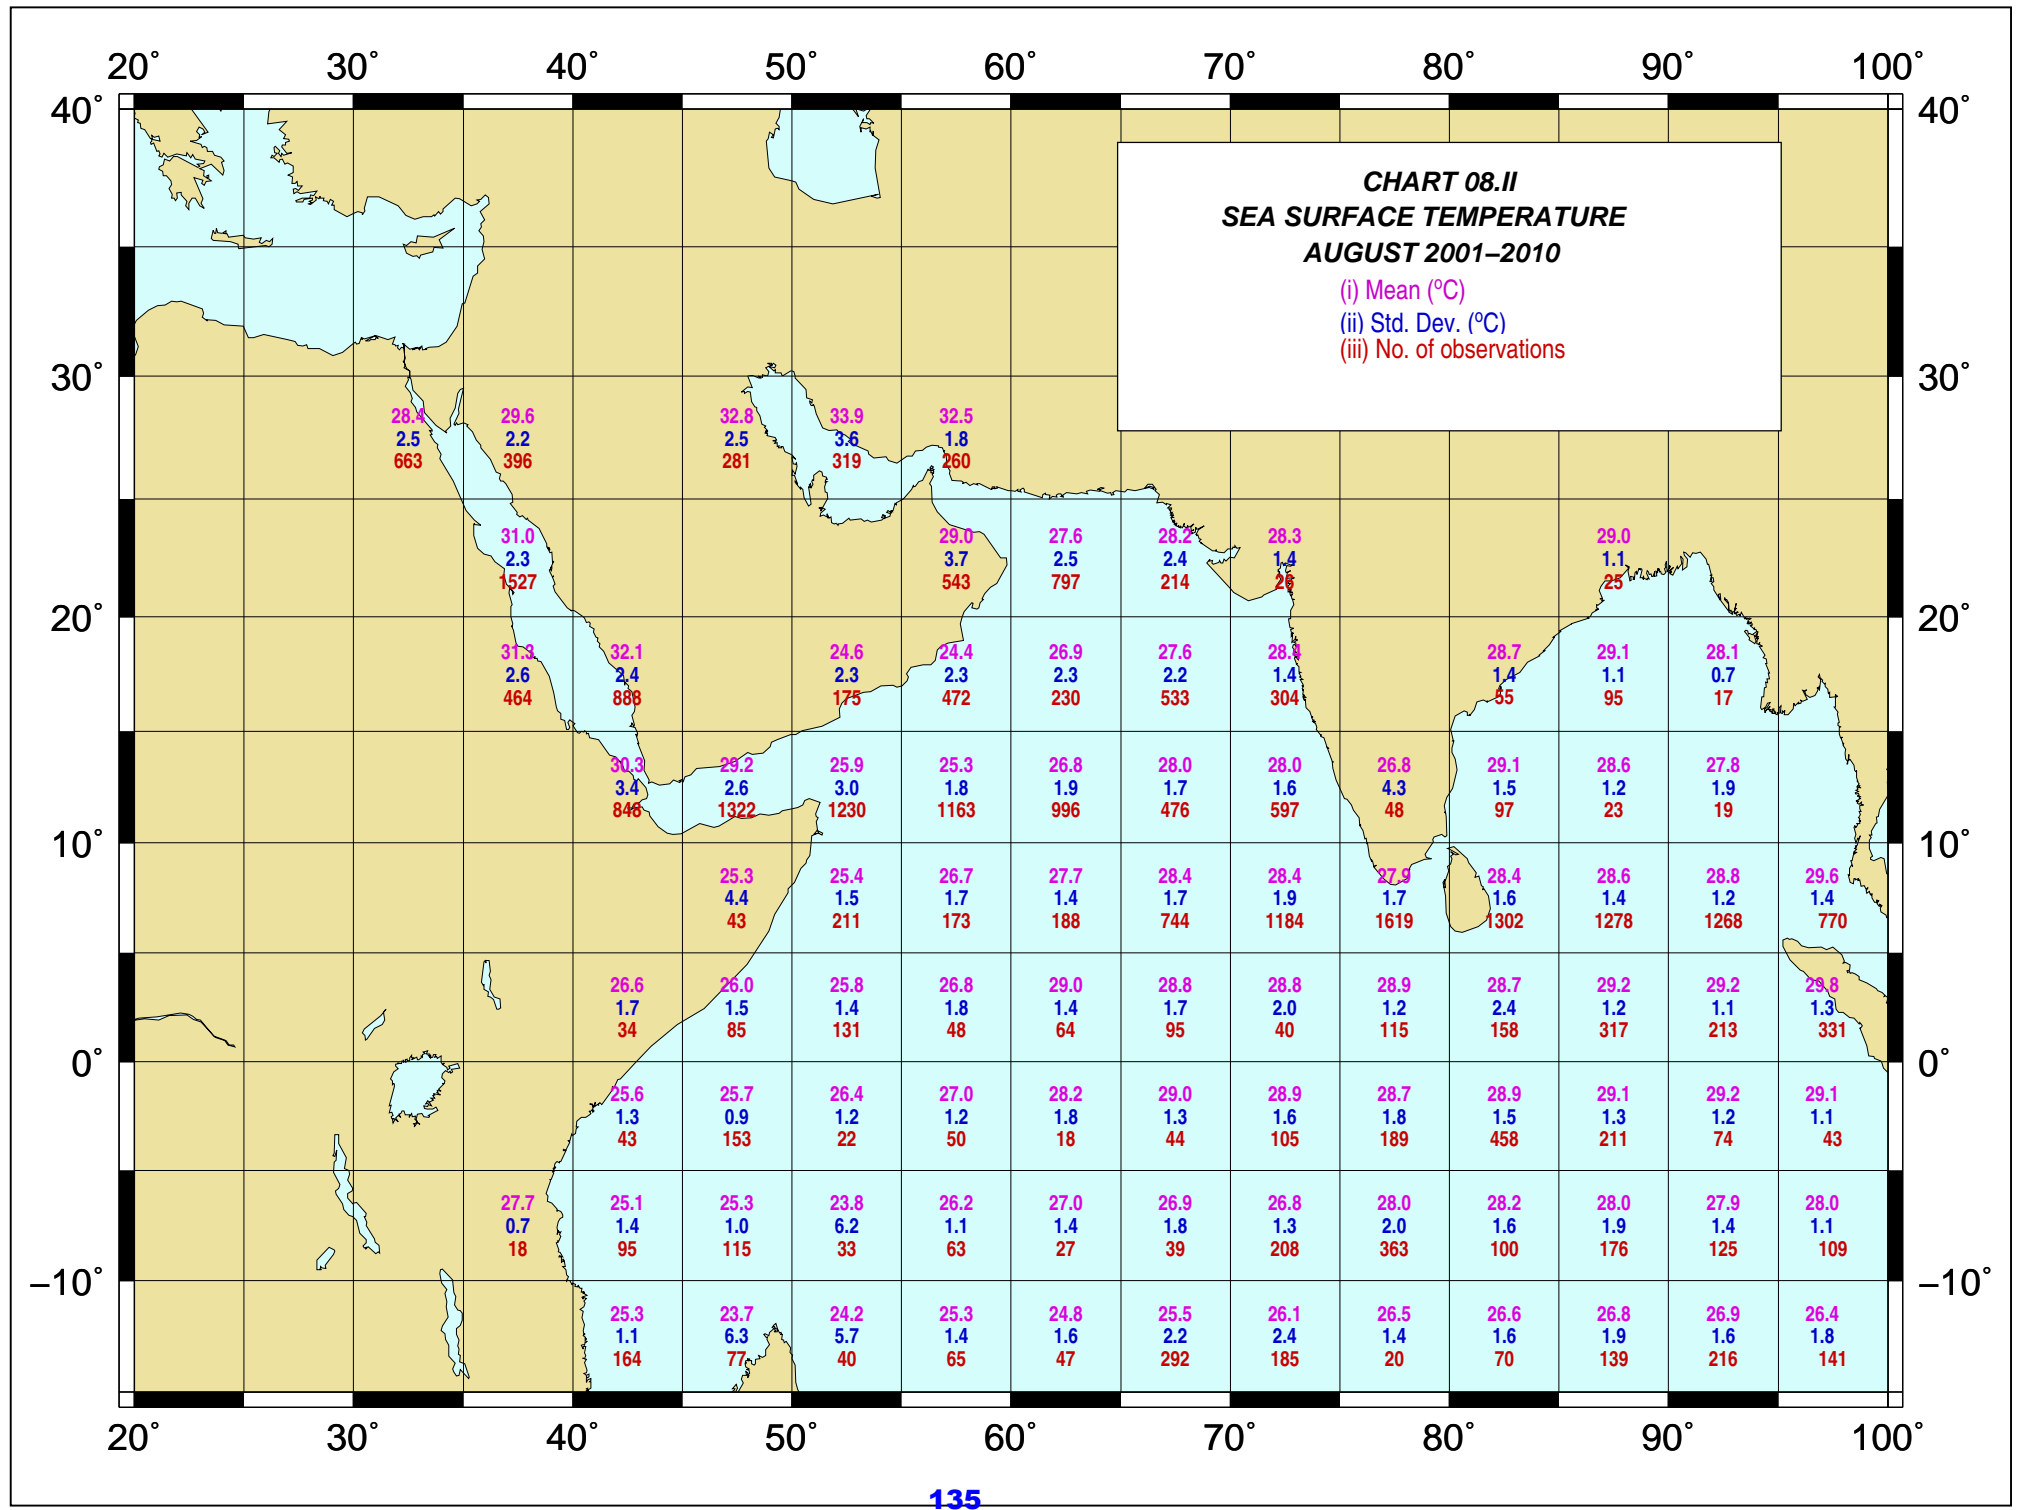 20° 30° 40° 50° 60° 70° 80° 90° 100°
40° 40°
CHART 08.II
SEA SURFACE TEMPERATURE
AUGUST 2001–2010
(i) Mean (ºC)
(ii) Std. Dev. (ºC)
(iii) No. of observations
30° 30°
28.4 29.6 32.8 33.9 32.5
2.5 2.2 2.5 3.6 1.8
663 396 281 319 260
31.0 29.0 27.6 28.2 28.3 29.0
2.3 3.7 2.5 2.4 1.4 1.1
1527 543 797 214 26 25
20° 20°
31.3 32.1 24.6 24.4 26.9 27.6 28.4 28.7 29.1 28.1
2.6 2.4 2.3 2.3 2.3 2.2 1.4 1.4 1.1 0.7
464 888 175 472 230 533 304 55 95 17
30.3 29.2 25.9 25.3 26.8 28.0 28.0 26.8 29.1 28.6 27.8
3.4 2.6 3.0 1.8 1.9 1.7 1.6 4.3 1.5 1.2 1.9
848 1322 1230 1163 996 476 597 48 97 23 19
10° 10°
25.3 25.4 26.7 27.7 28.4 28.4 27.9 28.4 28.6 28.8 29.6
4.4 1.5 1.7 1.4 1.7 1.9 1.7 1.6 1.4 1.2 1.4
43 211 173 188 744 1184 1619 1302 1278 1268 770
26.6 26.0 25.8 26.8 29.0 28.8 28.8 28.9 28.7 29.2 29.2 29.8
1.7 1.5 1.4 1.8 1.4 1.7 2.0 1.2 2.4 1.2 1.1 1.3
34 85 131 48 64 95 40 115 158 317 213 331
0° 0°
25.6 25.7 26.4 27.0 28.2 29.0 28.9 28.7 28.9 29.1 29.2 29.1
1.3 0.9 1.2 1.2 1.8 1.3 1.6 1.8 1.5 1.3 1.2 1.1
43 153 22 50 18 44 105 189 458 211 74 43
27.7 25.1 25.3 23.8 26.2 27.0 26.9 26.8 28.0 28.2 28.0 27.9 28.0
0.7 1.4 1.0 6.2 1.1 1.4 1.8 1.3 2.0 1.6 1.9 1.4 1.1
18 95 115 33 63 27 39 208 363 100 176 125 109
–10° –10°
25.3 23.7 24.2 25.3 24.8 25.5 26.1 26.5 26.6 26.8 26.9 26.4
1.1 6.3 5.7 1.4 1.6 2.2 2.4 1.4 1.6 1.9 1.6 1.8
164 77 40 65 47 292 185 20 70 139 216 141
20° 30° 40° 50° 60° 70° 80° 90° 100°
135